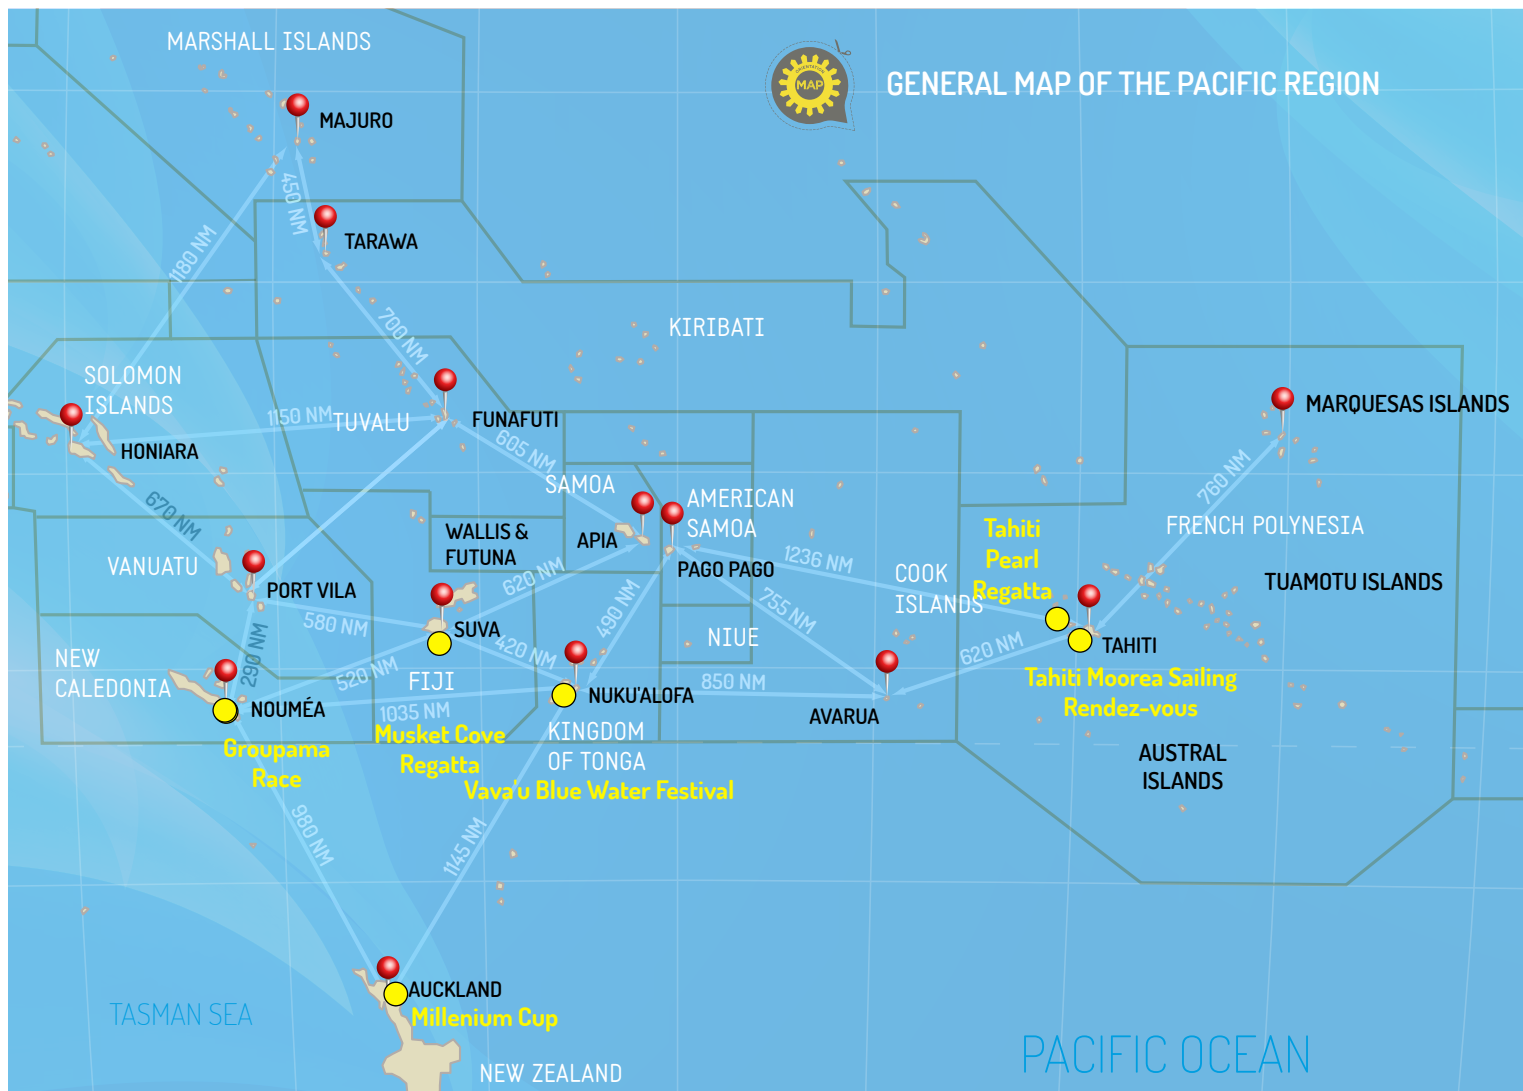 MARSHALL ISLANDS
ORIENTATION
MAP
GENERAL MAP OF THE PACIFIC REGION
MAJURO
450 NM
TARAWA
1180 NM
700 NM
KIRIBATI
SOLOMON
ISLANDS
1150 NM
TUVALU
FUNAFUTI
HONIARA
605 NM
MARQUESAS ISLANDS
760 NM
SAMOA
AMERICAN
SAMOA
670 NM
WALLIS &
FUTUNA
APIA
PAGO PAGO
1236 NM
Tahiti
Pearl
Regatta
FRENCH POLYNESIA
VANUATU
PORT VILA
620 NM
COOK
ISLANDS
TUAMOTU ISLANDS
580 NM
SUVA
490 NM
755 NM
NIUE
620 NM
TAHITI
NEW
CALEDONIA
290 NM
520 NM
420 NM
FIJI
850 NM
Tahiti Moorea Sailing
Rendez-vous
NOUMÉA
1035 NM
NUKU'ALOFA
AVARUA
Groupama
Race
Musket Cove
Regatta
KINGDOM
OF TONGA
Vava'u Blue Water Festival
AUSTRAL
ISLANDS
980 NM
1145 NM
AUCKLAND
Millenium Cup
TASMAN SEA
PACIFIC OCEAN
NEW ZEALAND